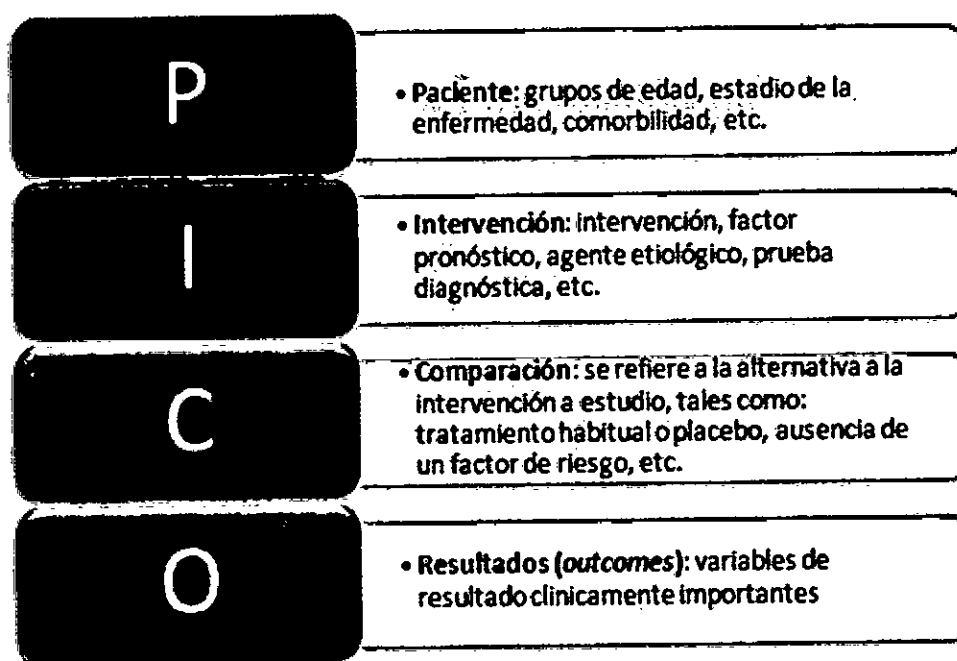 P
• Paciente: grupos de edad, estadio de la
enfermedad, comorbilidad, etc.
I
• Intervención: intervención, factor
pronóstico, agente etiológico, prueba
diagnóstica, etc.
C
• Comparación: se refiere a la alternativa a la
intervención a estudio, tales como:
tratamiento habitual o placebo, ausencia de
un factor de riesgo, etc.
O
• Resultados (outcomes): variables de
resultado clinicamente importantes